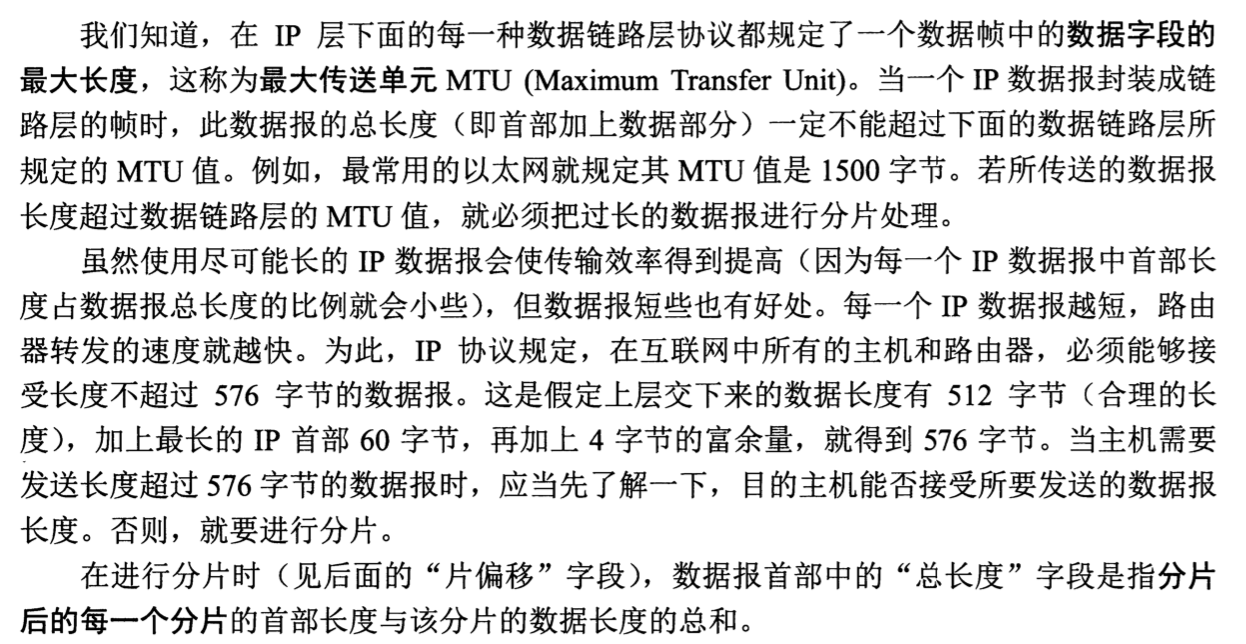 我们知道，在 IP 层下面的每一种数据链路层协议都规定了一个数据帧中的数据字段的
最大长度，这称为最大传送单元 MTU (Maximum Transfer Unit)。当一个 IP 数据报封装成链
路层的帧时，此数据报的总长度（即首部加上数据部分）一定不能超过下面的数据链路层所
规定的 MTU 值。例如，最常用的以太网就规定其 MTU 值是 1500 字节。若所传送的数据报
长度超过数据链路层的 MTU 值，就必须把过长的数据报进行分片处理。
虽然使用尽可能长的 IP 数据报会使传输效率得到提高（因为每一个 IP 数据报中首部长
度占数据报总长度的比例就会小些），但数据报短些也有好处。每一个 IP 数据报越短，路由
器转发的速度就越快。为此，IP 协议规定，在互联网中所有的主机和路由器，必须能够接
受长度不超过 576 字节的数据报。这是假定上层交下来的数据长度有 512 字节（合理的长
度），加上最长的 IP 首部 60 字节，再加上 4 字节的富余量，就得到 576 字节。当主机需要
发送长度超过 576 字节的数据报时，应当先了解一下，目的主机能否接受所要发送的数据报
长度。否则，就要进行分片。
在进行分片时（见后面的“片偏移”字段），数据报首部中的“总长度”字段是指分片
后的每一个分片的首部长度与该分片的数据长度的总和。